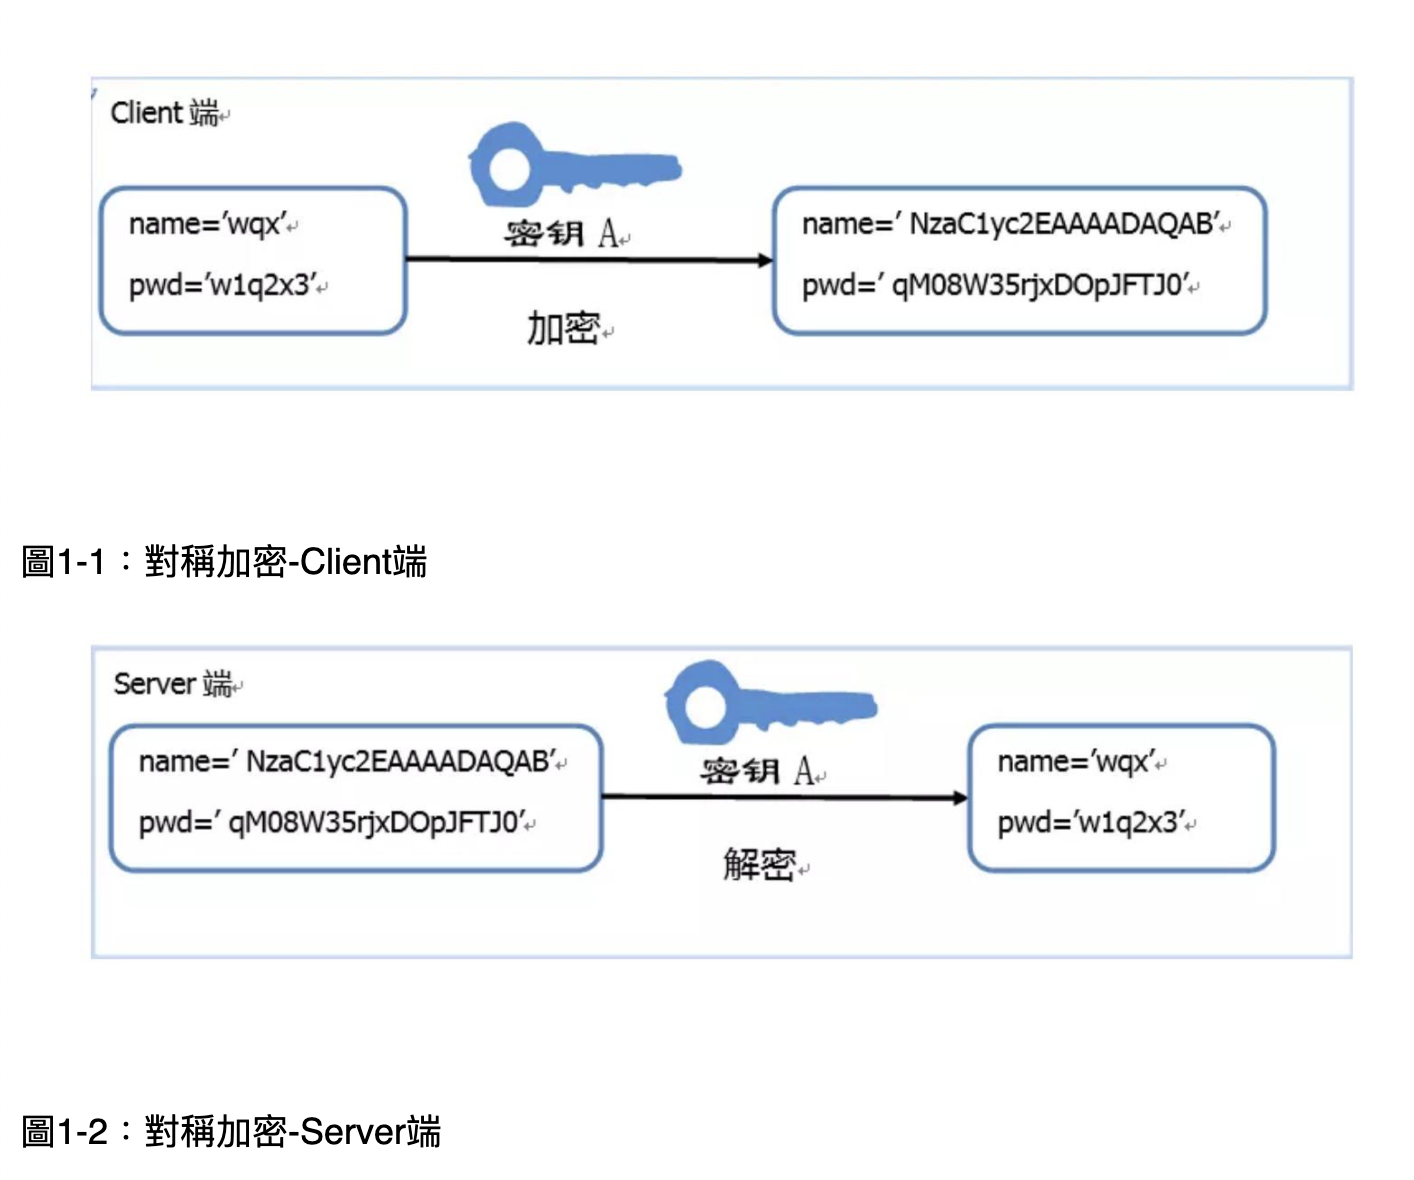 Client 端
name='wqx'
pwd='w1q2x3'
密钥 A
加密
name=' NzaC1yc2EAAAADAQAB'
pwd=' qM08W35rjxDOpJFTJ0'
圖1-1：對稱加密-Client端
Server 端
name=' NzaC1yc2EAAAADAQAB'
pwd=' qM08W35rjxDOpJFTJ0'
密钥 A
解密
name='wqx'
pwd='w1q2x3'
圖1-2：對稱加密-Server端